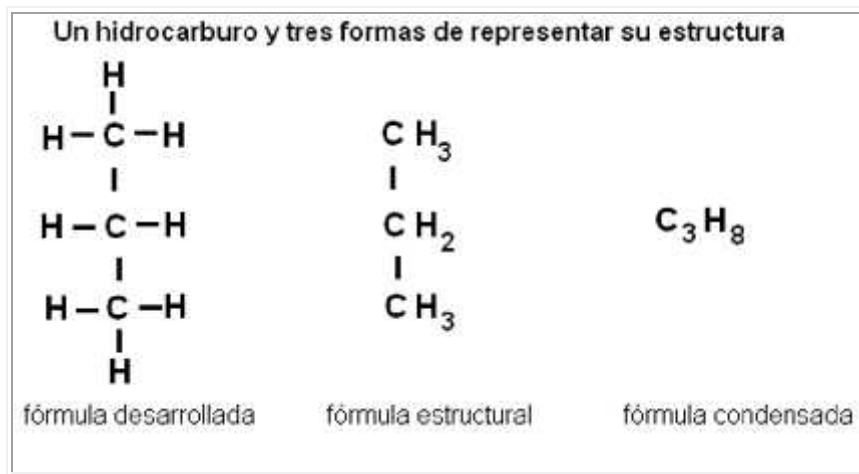 Un hidrocarburo y tres formas de representar su estructura
H
H－C－H
H－C－H
H－C－H
H
CH₃
CH₂
CH₃
C₃H₈
fórmula desarrollada
fórmula estructural
fórmula condensada